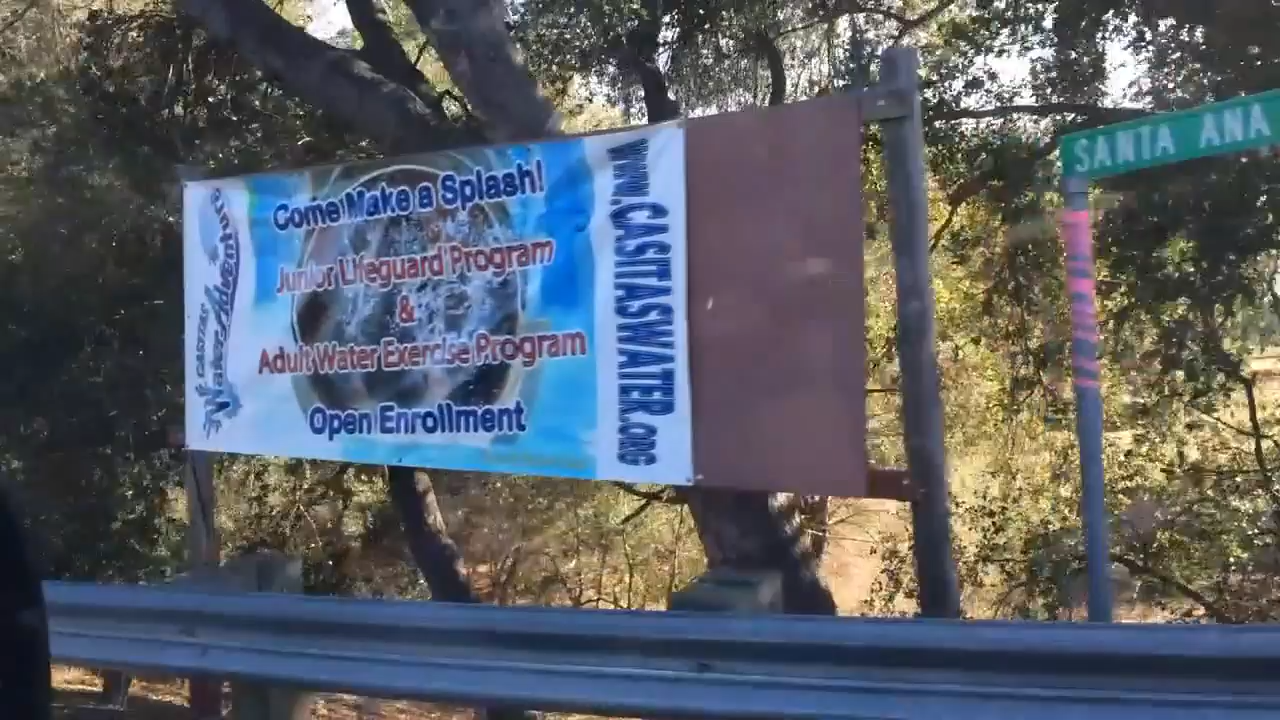 CASITAS
Water Adventure
Come Make a Splash!
Junior Lifeguard Program
&
Adult Water Exercise Program
Open Enrollment
WWW.CASITASWATER.ORG
SANTA ANA